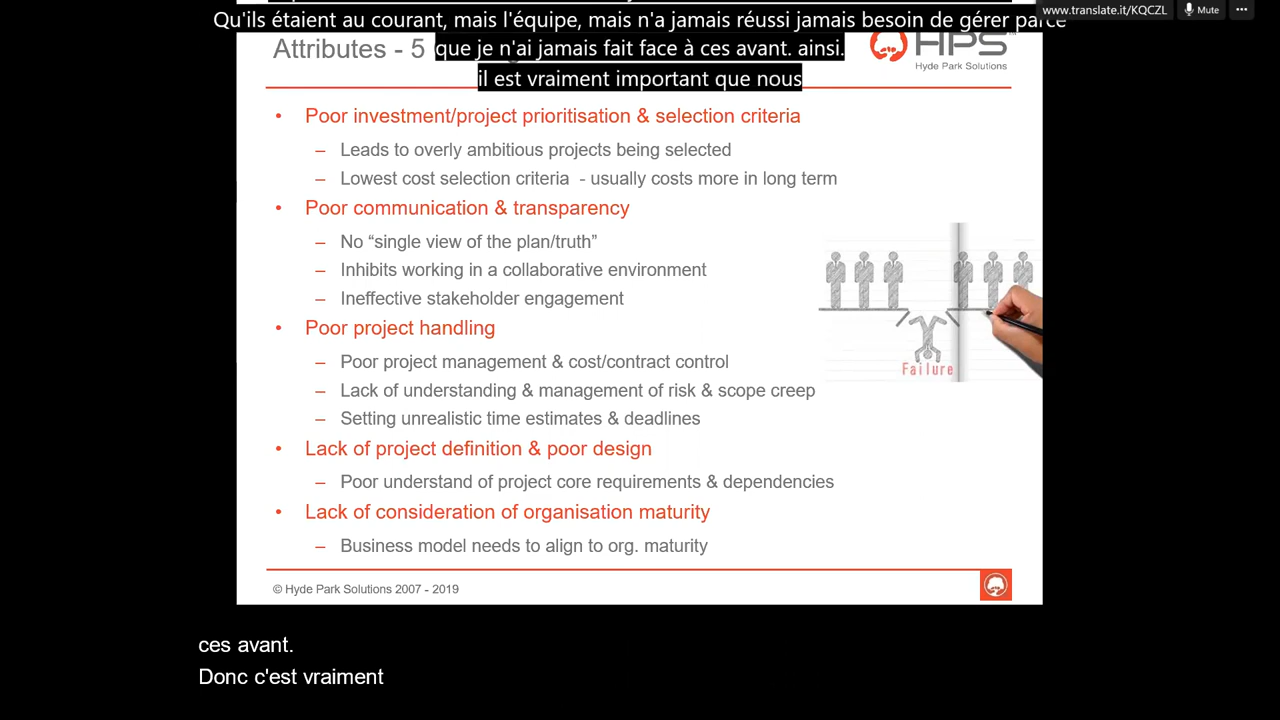 Qu'ils étaient au courant, mais l'équipe, mais n'a jamais réussi jamais besoin de gérer parce
que je n'ai jamais fait face à ces avant. ainsi.
il est vraiment important que nous
www.translate.it/KQCZL
Mute
Attributes - 5
HPS
Hyde Park Solutions
• Poor investment/project prioritisation & selection criteria
– Leads to overly ambitious projects being selected
– Lowest cost selection criteria - usually costs more in long term
• Poor communication & transparency
– No “single view of the plan/truth”
– Inhibits working in a collaborative environment
– Ineffective stakeholder engagement
• Poor project handling
– Poor project management & cost/contract control
– Lack of understanding & management of risk & scope creep
– Setting unrealistic time estimates & deadlines
• Lack of project definition & poor design
– Poor understand of project core requirements & dependencies
• Lack of consideration of organisation maturity
– Business model needs to align to org. maturity
Failure
© Hyde Park Solutions 2007 - 2019
ces avant.
Donc c'est vraiment